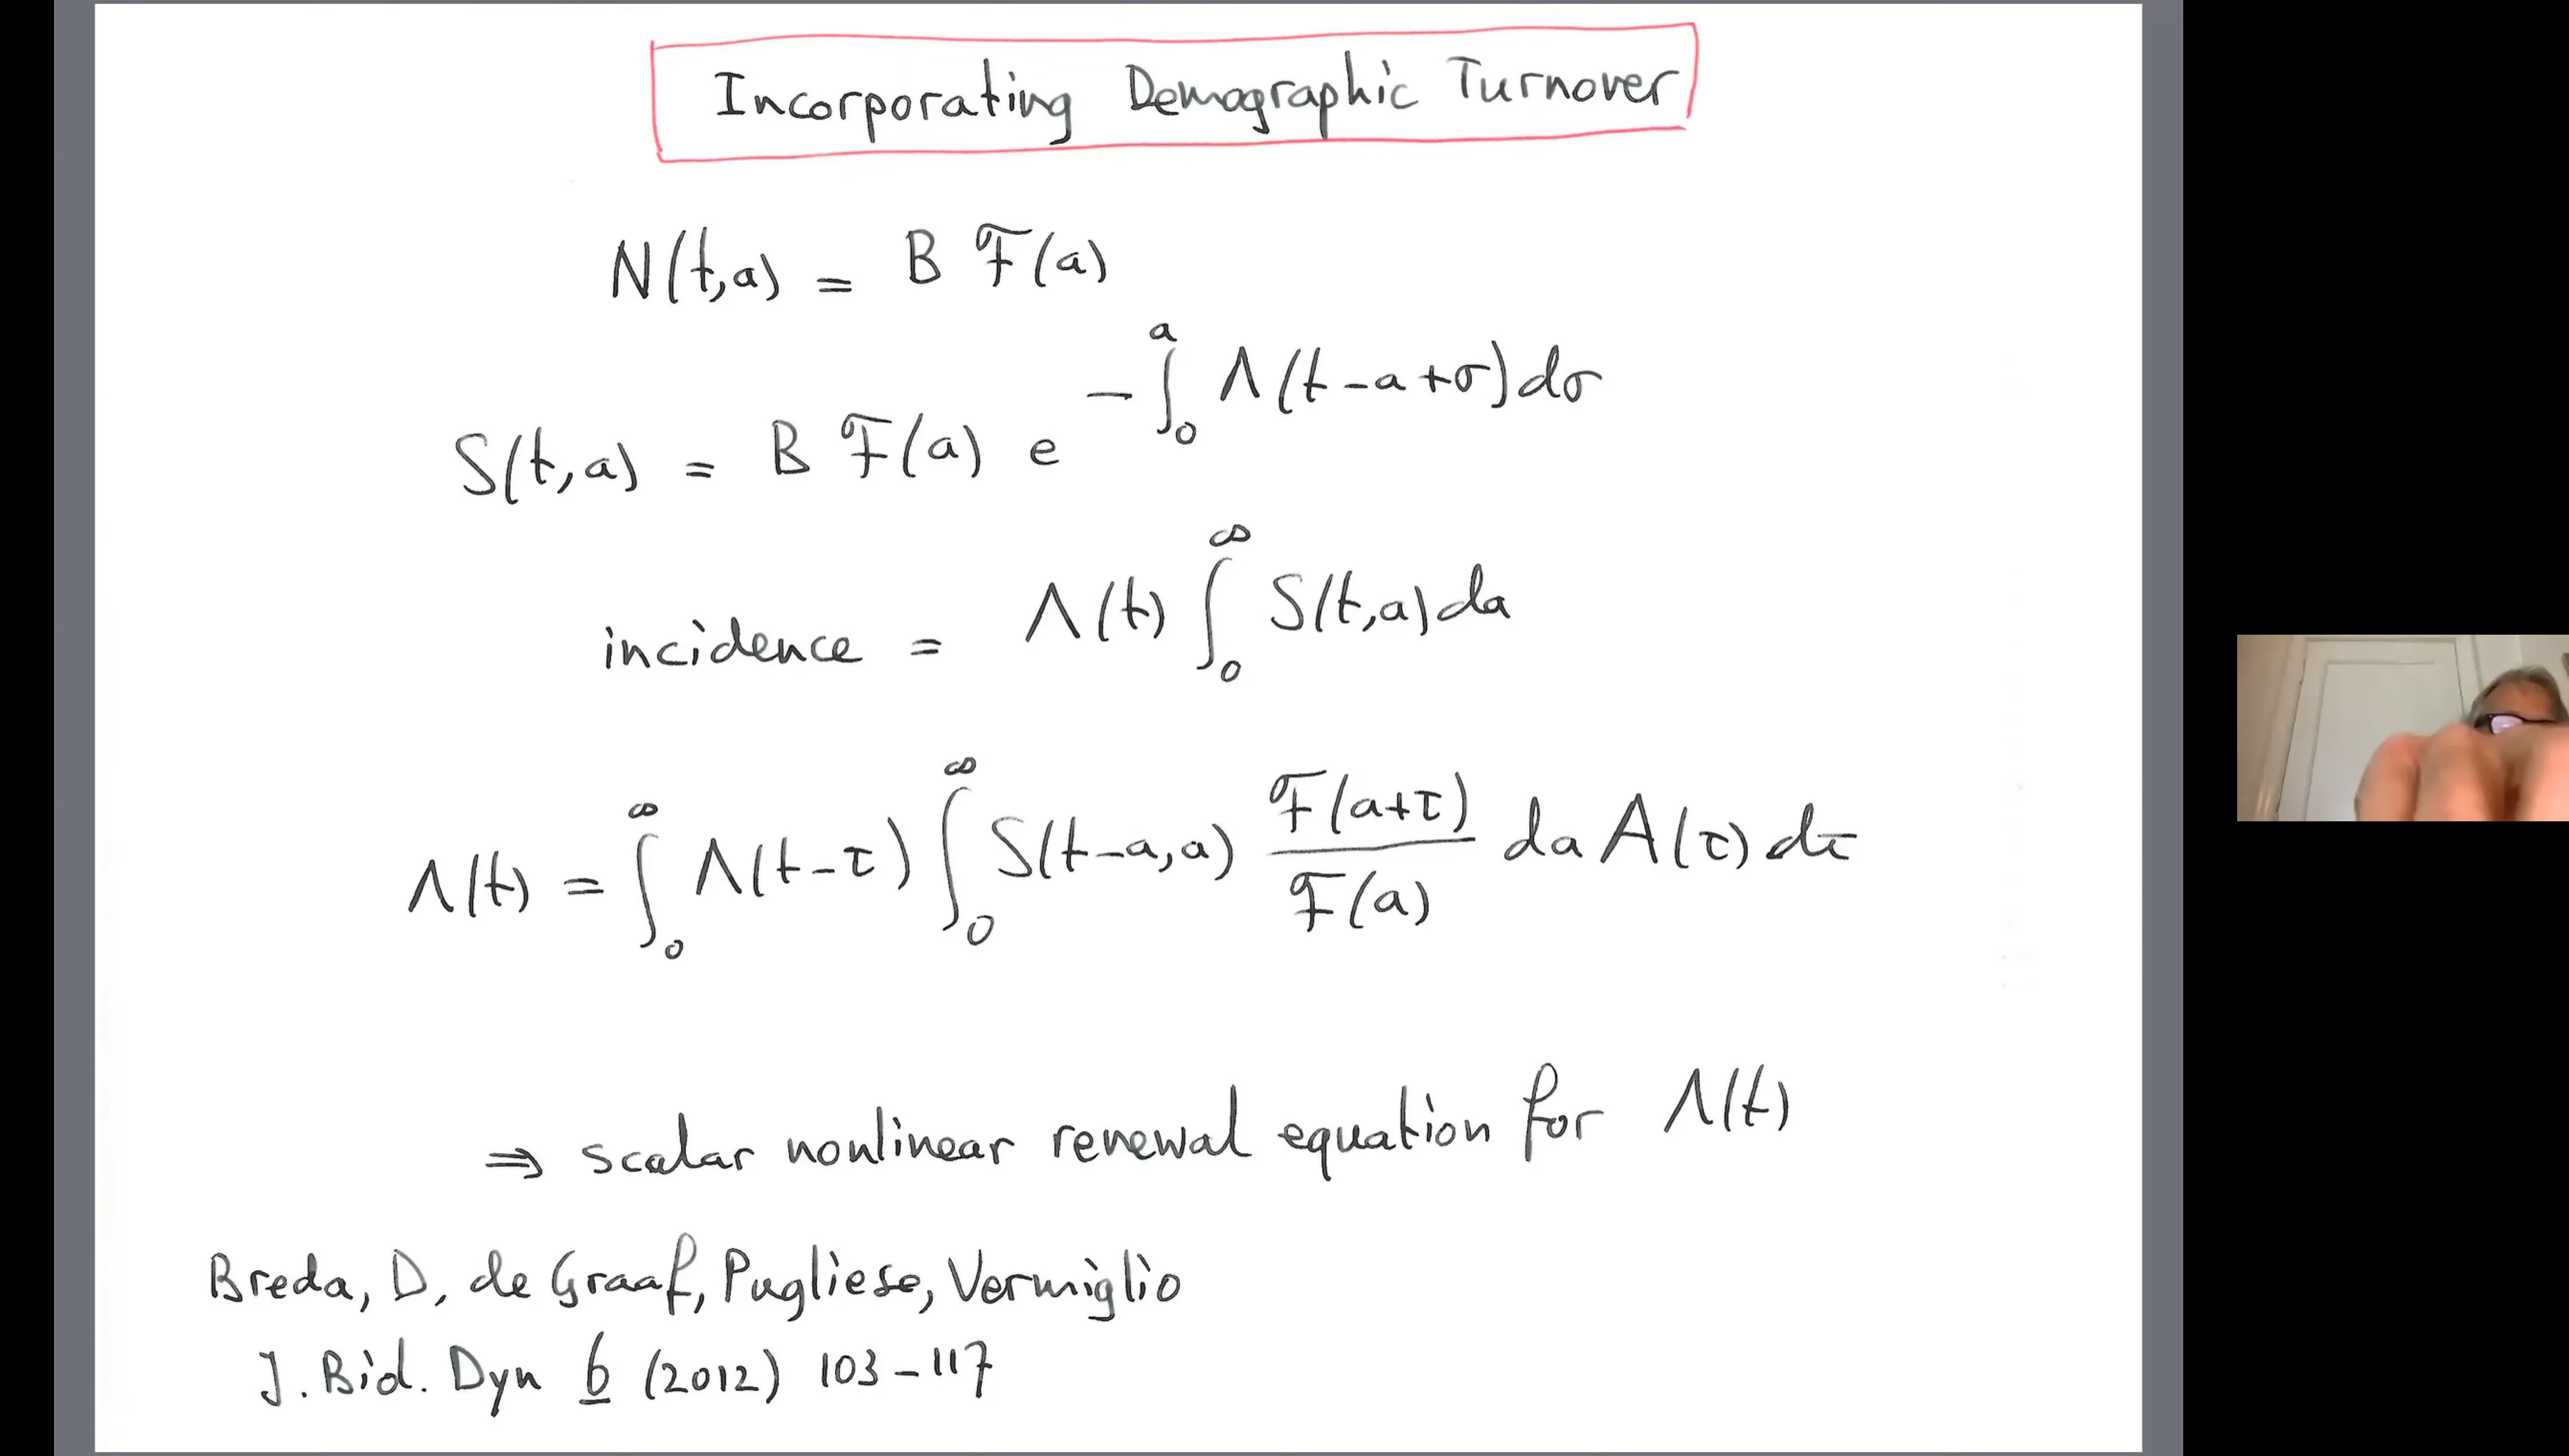 Incorporating Demographic Turnover
N(t,a) = B ℱ(a)
S(t,a) = B ℱ(a) e^{-∫_0^a Λ(t-a+σ)dσ}
incidence = Λ(t) ∫_0^∞ S(t,a)da
Λ(t) = ∫_0^∞ Λ(t-τ) ∫_0^∞ S(t-a,a) ℱ(a+τ)/ℱ(a) da A(τ)dτ
⇒ scalar nonlinear renewal equation for Λ(t)
Breda, D, de Graaf, Pugliese, Vermiglio
J. Biol. Dyn 6 (2012) 103-117